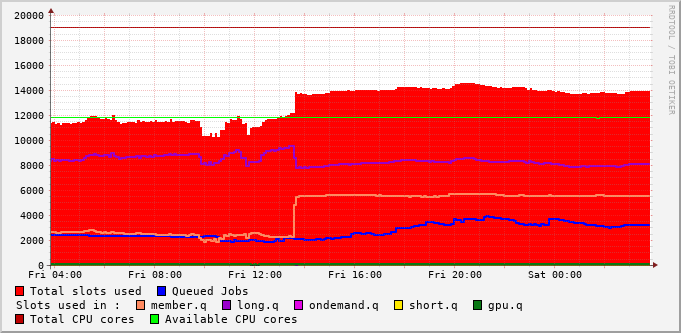 20000
18000
16000
14000
12000
10000
8000
6000
4000
2000
0
Fri 04:00 Fri 08:00 Fri 12:00 Fri 16:00 Fri 20:00 Sat 00:00
Total slots used Queued Jobs
Slots used in : member.q long.q ondemand.q short.q gpu.q
Total CPU cores Available CPU cores
RRDTOOL / TOBI OETIKER